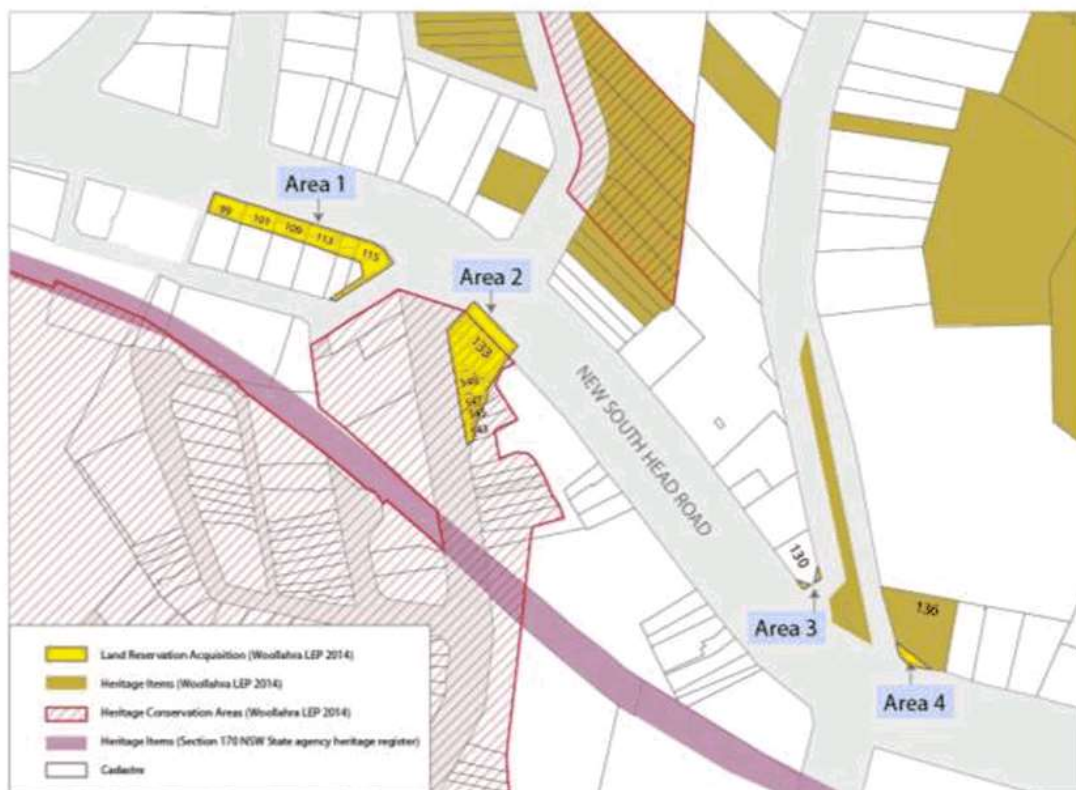 Area 1
99
101
109
113
115
Area 2
133
NEW SOUTH HEAD ROAD
130
Area 3
136
Area 4
Land Reservation Acquisition (Woollahra LEP 2014)
Heritage Items (Woollahra LEP 2014)
Heritage Conservation Areas (Woollahra LEP 2014)
Heritage Items (Section 170 NSW State agency heritage register)
Cadastre